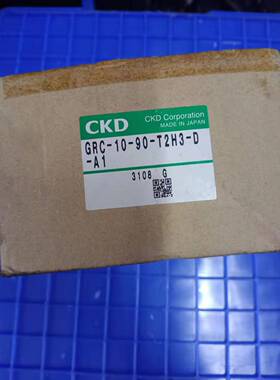 CKD
CKD Corporation
MADE IN JAPAN
GRC-10-90-T2H3-D
-A1
3108 G